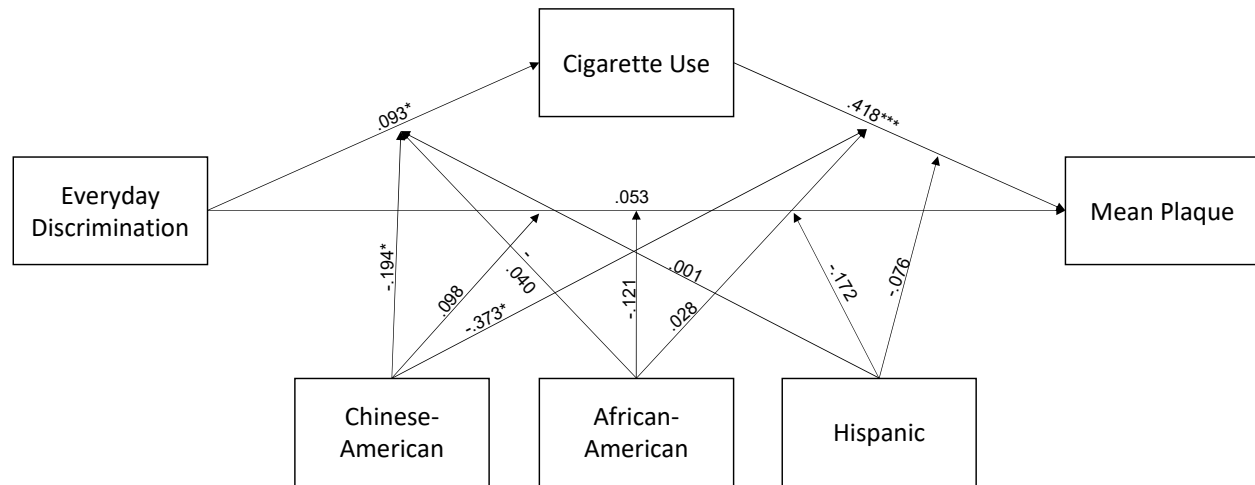 Cigarette Use
.093*
.418***
Everyday
Discrimination
.053
Mean Plaque
-.194*
.098
-.373*
-
.040
-.121
.028
.001
-.172
-.076
Chinese-
American
African-
American
Hispanic